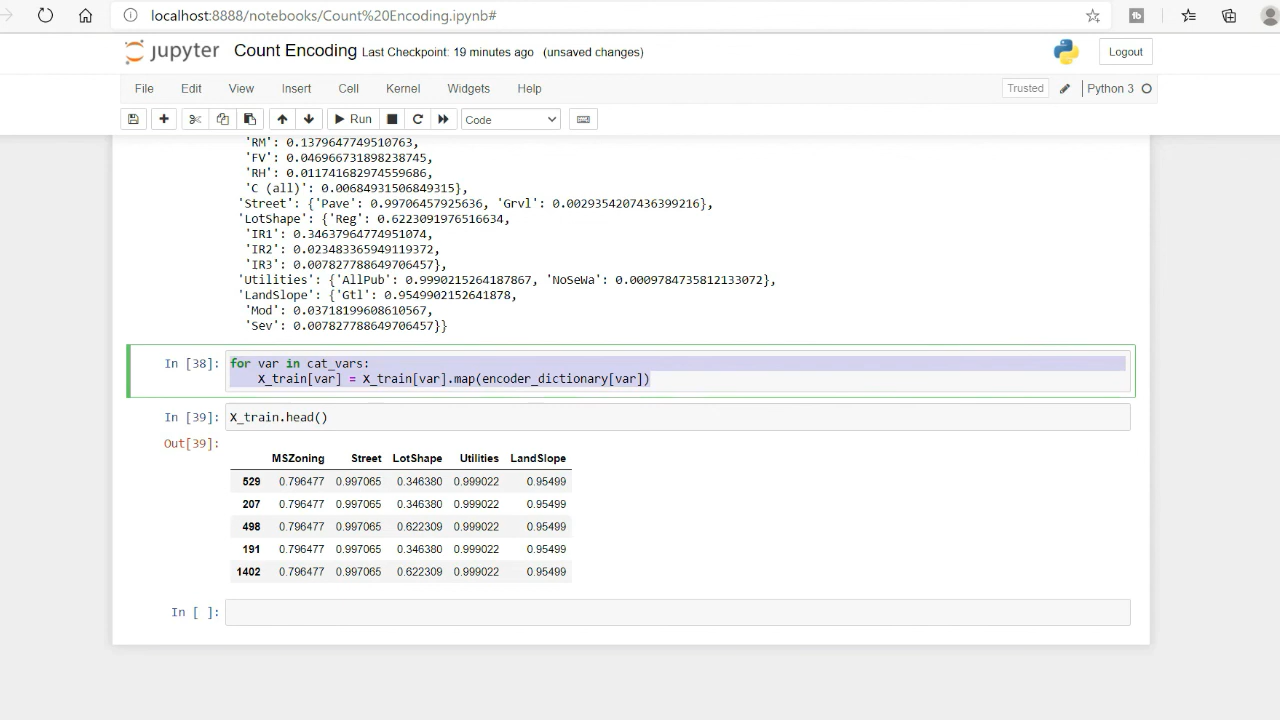 localhost:8888/notebooks/Count%20Encoding.ipynb#
jupyter Count Encoding Last Checkpoint: 19 minutes ago (unsaved changes) Logout
File Edit View Insert Cell Kernel Widgets Help Trusted Python 3
Run Code
'RM': 0.1379647749510763,
'FV': 0.046966731898238745,
'RH': 0.011741682974559686,
'C (all)': 0.00684931506849315},
'Street': {'Pave': 0.99706457925636, 'Grvl': 0.0029354207436399216},
'LotShape': {'Reg': 0.6223091976516634,
'IR1': 0.34637964774951074,
'IR2': 0.023483365949119372,
'IR3': 0.007827788649706457},
'Utilities': {'AllPub': 0.9990215264187867, 'NoSeWa': 0.0009784735812133072},
'LandSlope': {'Gtl': 0.9549902152641878,
'Mod': 0.03718199608610567,
'Sev': 0.007827788649706457}}
In [38]: for var in cat_vars:
X_train[var] = X_train[var].map(encoder_dictionary[var])
In [39]: X_train.head()
Out[39]:
MSZoning Street LotShape Utilities LandSlope
529 0.796477 0.997065 0.346380 0.999022 0.95499
207 0.796477 0.997065 0.346380 0.999022 0.95499
498 0.796477 0.997065 0.622309 0.999022 0.95499
191 0.796477 0.997065 0.346380 0.999022 0.95499
1402 0.796477 0.997065 0.622309 0.999022 0.95499
In [ ]: